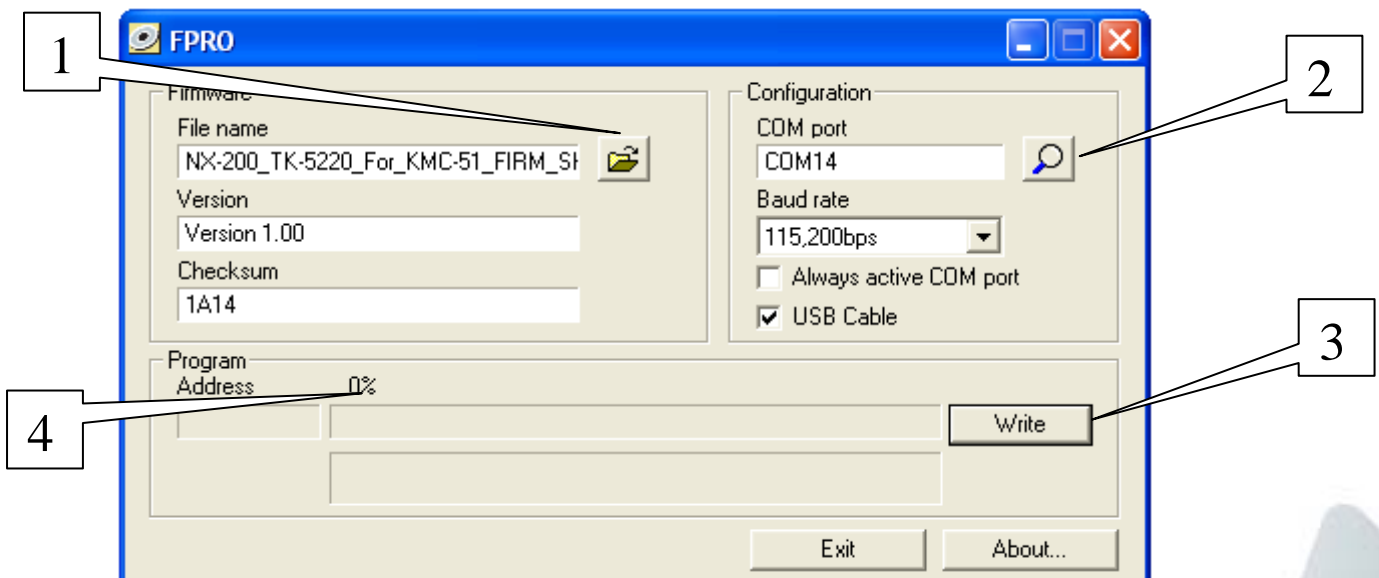 1
FPRO
2
Firmware
File name
NX-200_TK-5220_For_KMC-51_FIRM_SH
Version
Version 1.00
Checksum
1A14
Configuration
COM port
COM14
Baud rate
115,200bps
Always active COM port
USB Cable
3
Program
Address 0%
4
Write
Exit
About...